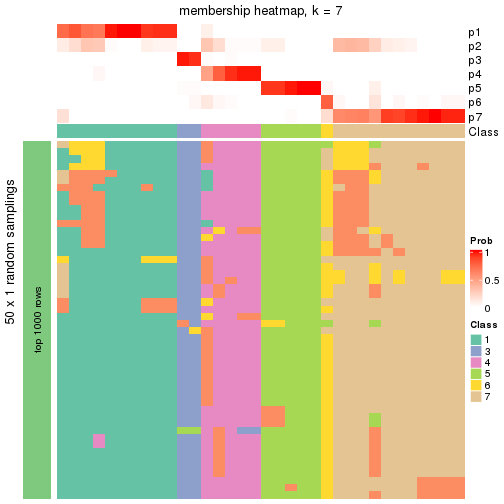 membership heatmap, k = 7
p1
p2
p3
p4
p5
p6
p7
Class
50 x 1 random samplings
top 1000 rows
Prob
1
0.5
0
Class
1
3
4
5
6
7